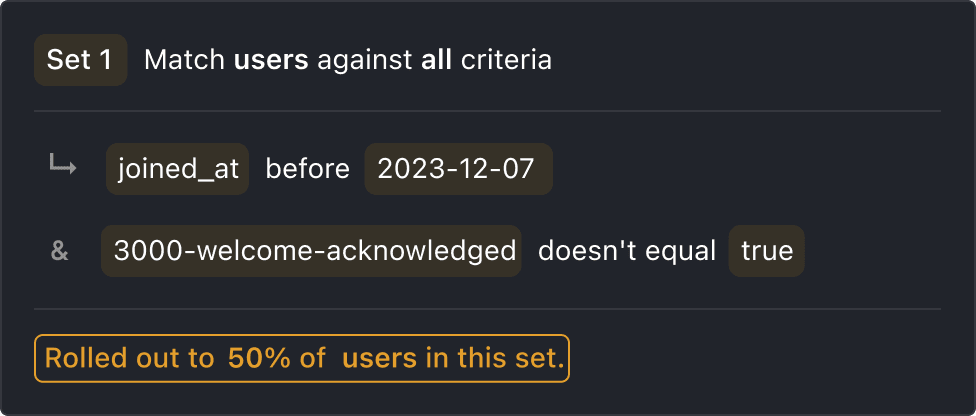 Set 1 Match users against all criteria
joined_at before 2023-12-07
& 3000-welcome-acknowledged doesn't equal true
Rolled out to 50% of users in this set.